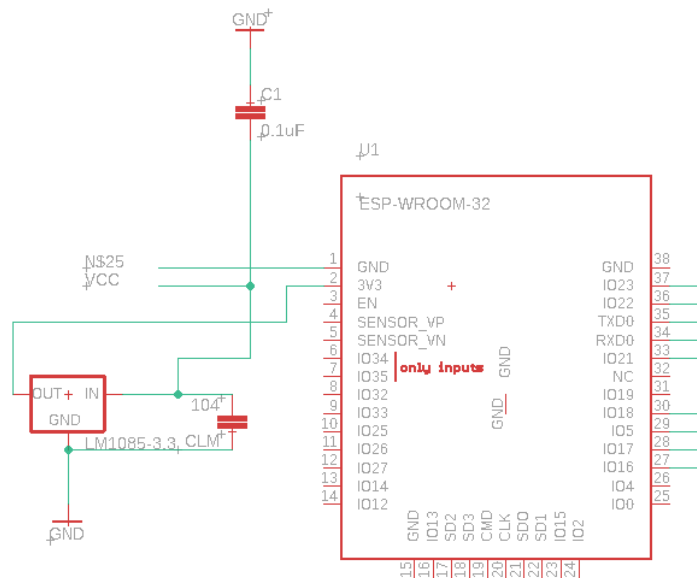 GND
C1
0.1uF
U1
ESP-WROOM-32
N$25
VCC
1 GND
2 3V3
3 EN
4 SENSOR_VP
5 SENSOR_VN
6 IO34
7 IO35
only inputs
8 IO32
9 IO33
10 IO25
11 IO26
12 IO27
13 IO14
14 IO12
GND
GND
GND 38
IO23 37
IO22 36
TXD0 35
RXD0 34
IO21 33
NC 32
IO19 31
IO18 30
IO5 29
IO17 28
IO16 27
IO4 26
IO0 25
GND IO13 SD2 SD3 CMD CLK SD0 SD1 IO15 IO2
15 16 17 18 19 20 21 22 23 24
OUT IN
GND
104
LM1085-3.3, CLM
GND